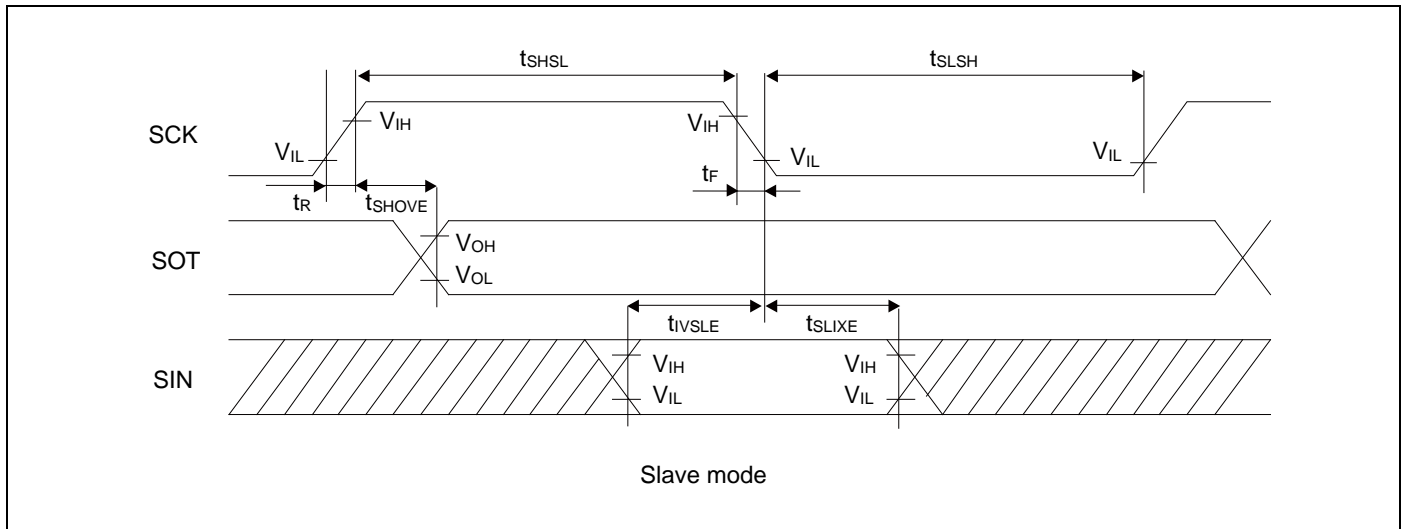 tSHSL
tSLSH
SCK
VIH
VIH
VIL
VIL
VIL
tF
tR
tSHOVE
SOT
VOH
VOL
tIVSLE
tSLIXE
SIN
VIH
VIH
VIL
VIL
Slave mode